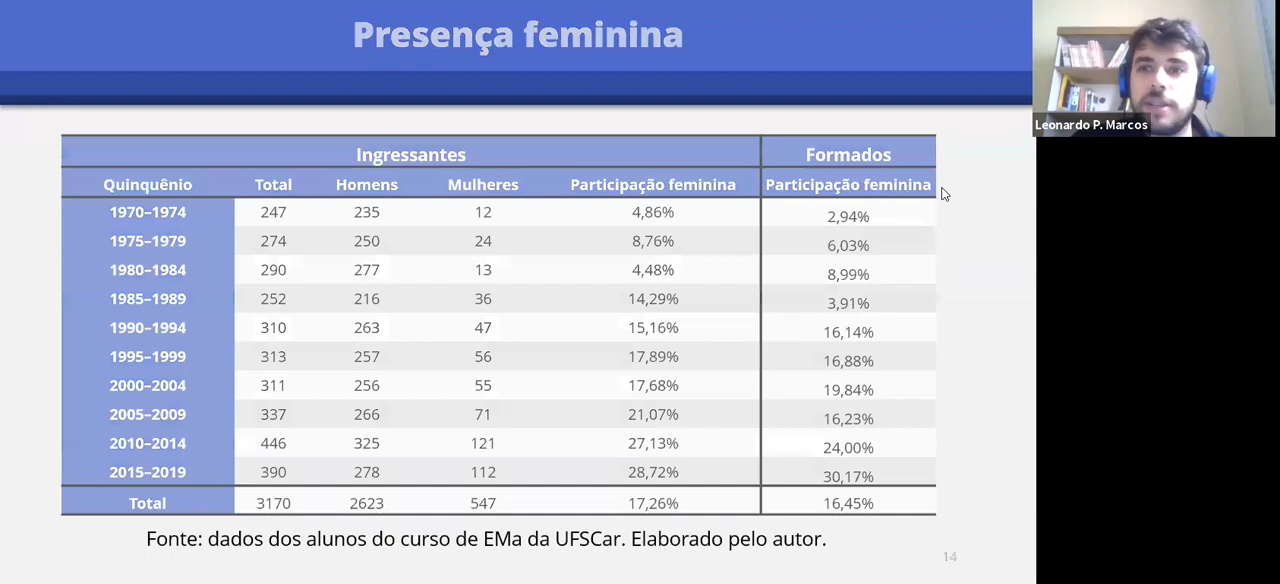 Presença feminina
Leonardo P. Marcos
Ingressantes Formados
Quinquênio Total Homens Mulheres Participação feminina Participação feminina
1970–1974 247 235 12 4,86% 2,94%
1975–1979 274 250 24 8,76% 6,03%
1980–1984 290 277 13 4,48% 8,99%
1985–1989 252 216 36 14,29% 3,91%
1990–1994 310 263 47 15,16% 16,14%
1995–1999 313 257 56 17,89% 16,88%
2000–2004 311 256 55 17,68% 19,84%
2005–2009 337 266 71 21,07% 16,23%
2010–2014 446 325 121 27,13% 24,00%
2015–2019 390 278 112 28,72% 30,17%
Total 3170 2623 547 17,26% 16,45%
Fonte: dados dos alunos do curso de EMa da UFSCar. Elaborado pelo autor.
14